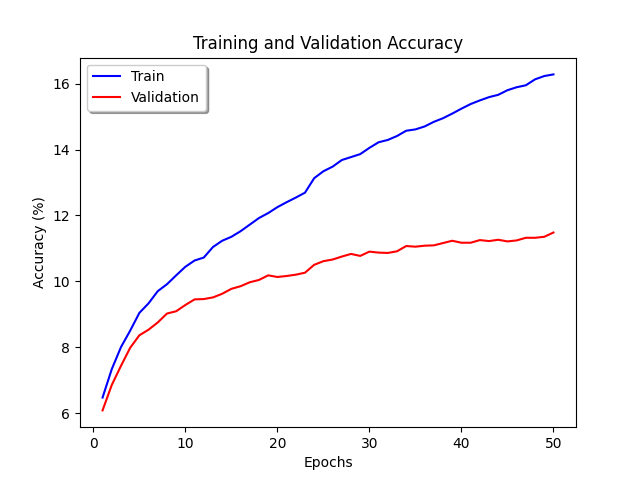 Training and Validation Accuracy
Train
Validation
16
14
12
10
8
6
Accuracy (%)
0
10
20
30
40
50
Epochs